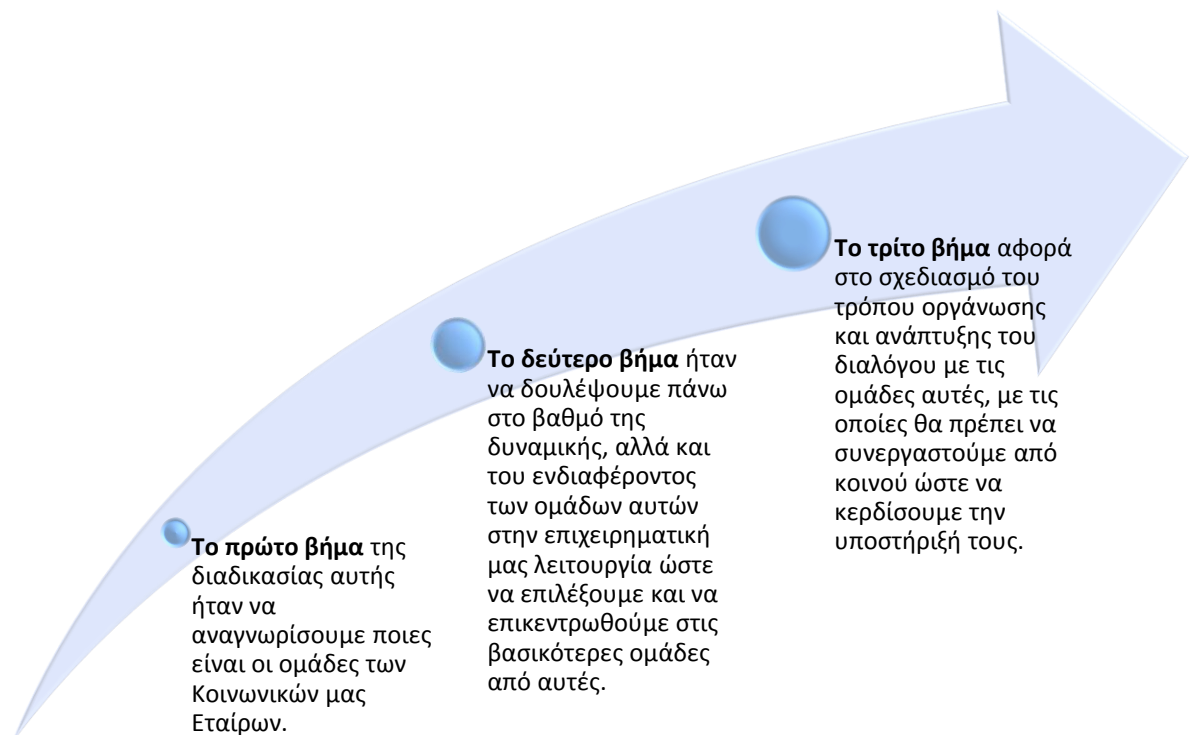 Το πρώτο βήμα της
διαδικασίας αυτής
ήταν να
αναγνωρίσουμε ποιες
είναι οι ομάδες των
Κοινωνικών μας
Εταίρων.
Το δεύτερο βήμα ήταν
να δουλέψουμε πάνω
στο βαθμό της
δυναμικής, αλλά και
του ενδιαφέροντος
των ομάδων αυτών
στην επιχειρηματική
μας λειτουργία ώστε
να επιλέξουμε και να
επικεντρωθούμε στις
βασικότερες ομάδες
από αυτές.
Το τρίτο βήμα αφορά
στο σχεδιασμό του
τρόπου οργάνωσης
και ανάπτυξης του
διαλόγου με τις
ομάδες αυτές, με τις
οποίες θα πρέπει να
συνεργαστούμε από
κοινού ώστε να
κερδίσουμε την
υποστήριξή τους.